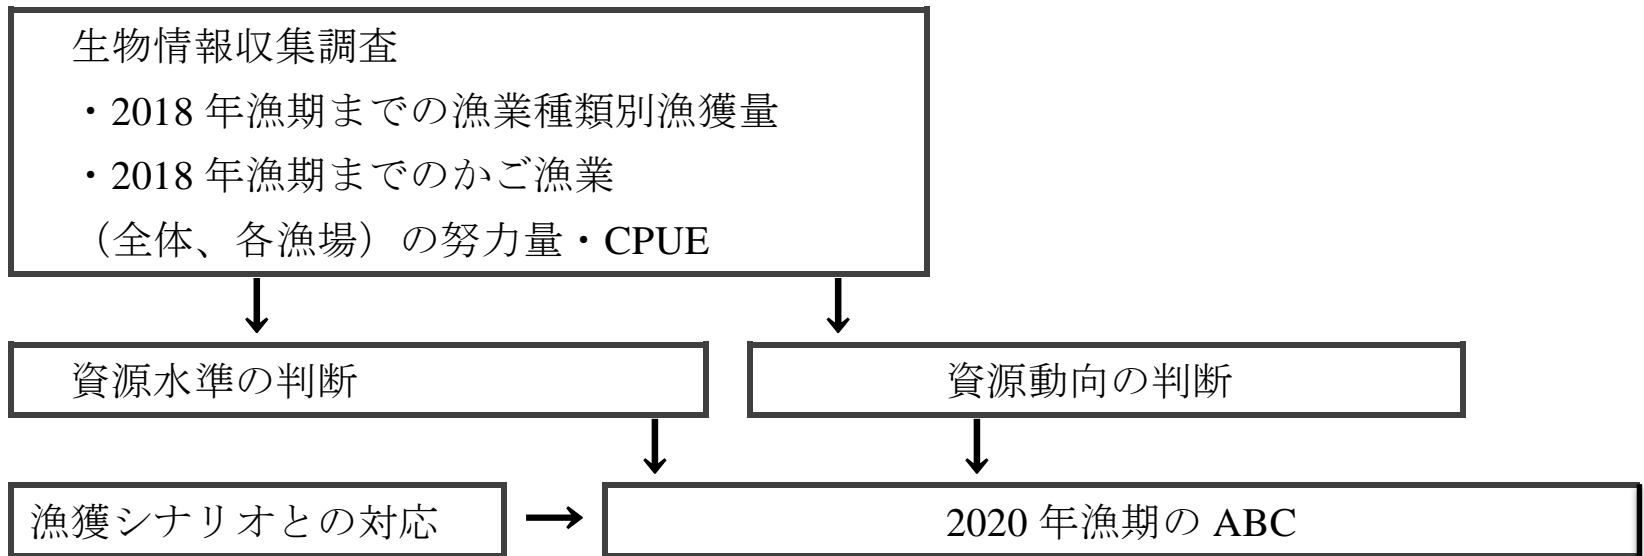 生物情報収集調査
・2018 年漁期までの漁業種類別漁獲量
・2018 年漁期までのかご漁業
（全体、各漁場）の努力量・CPUE
資源水準の判断
資源動向の判断
漁獲シナリオとの対応
2020 年漁期の ABC